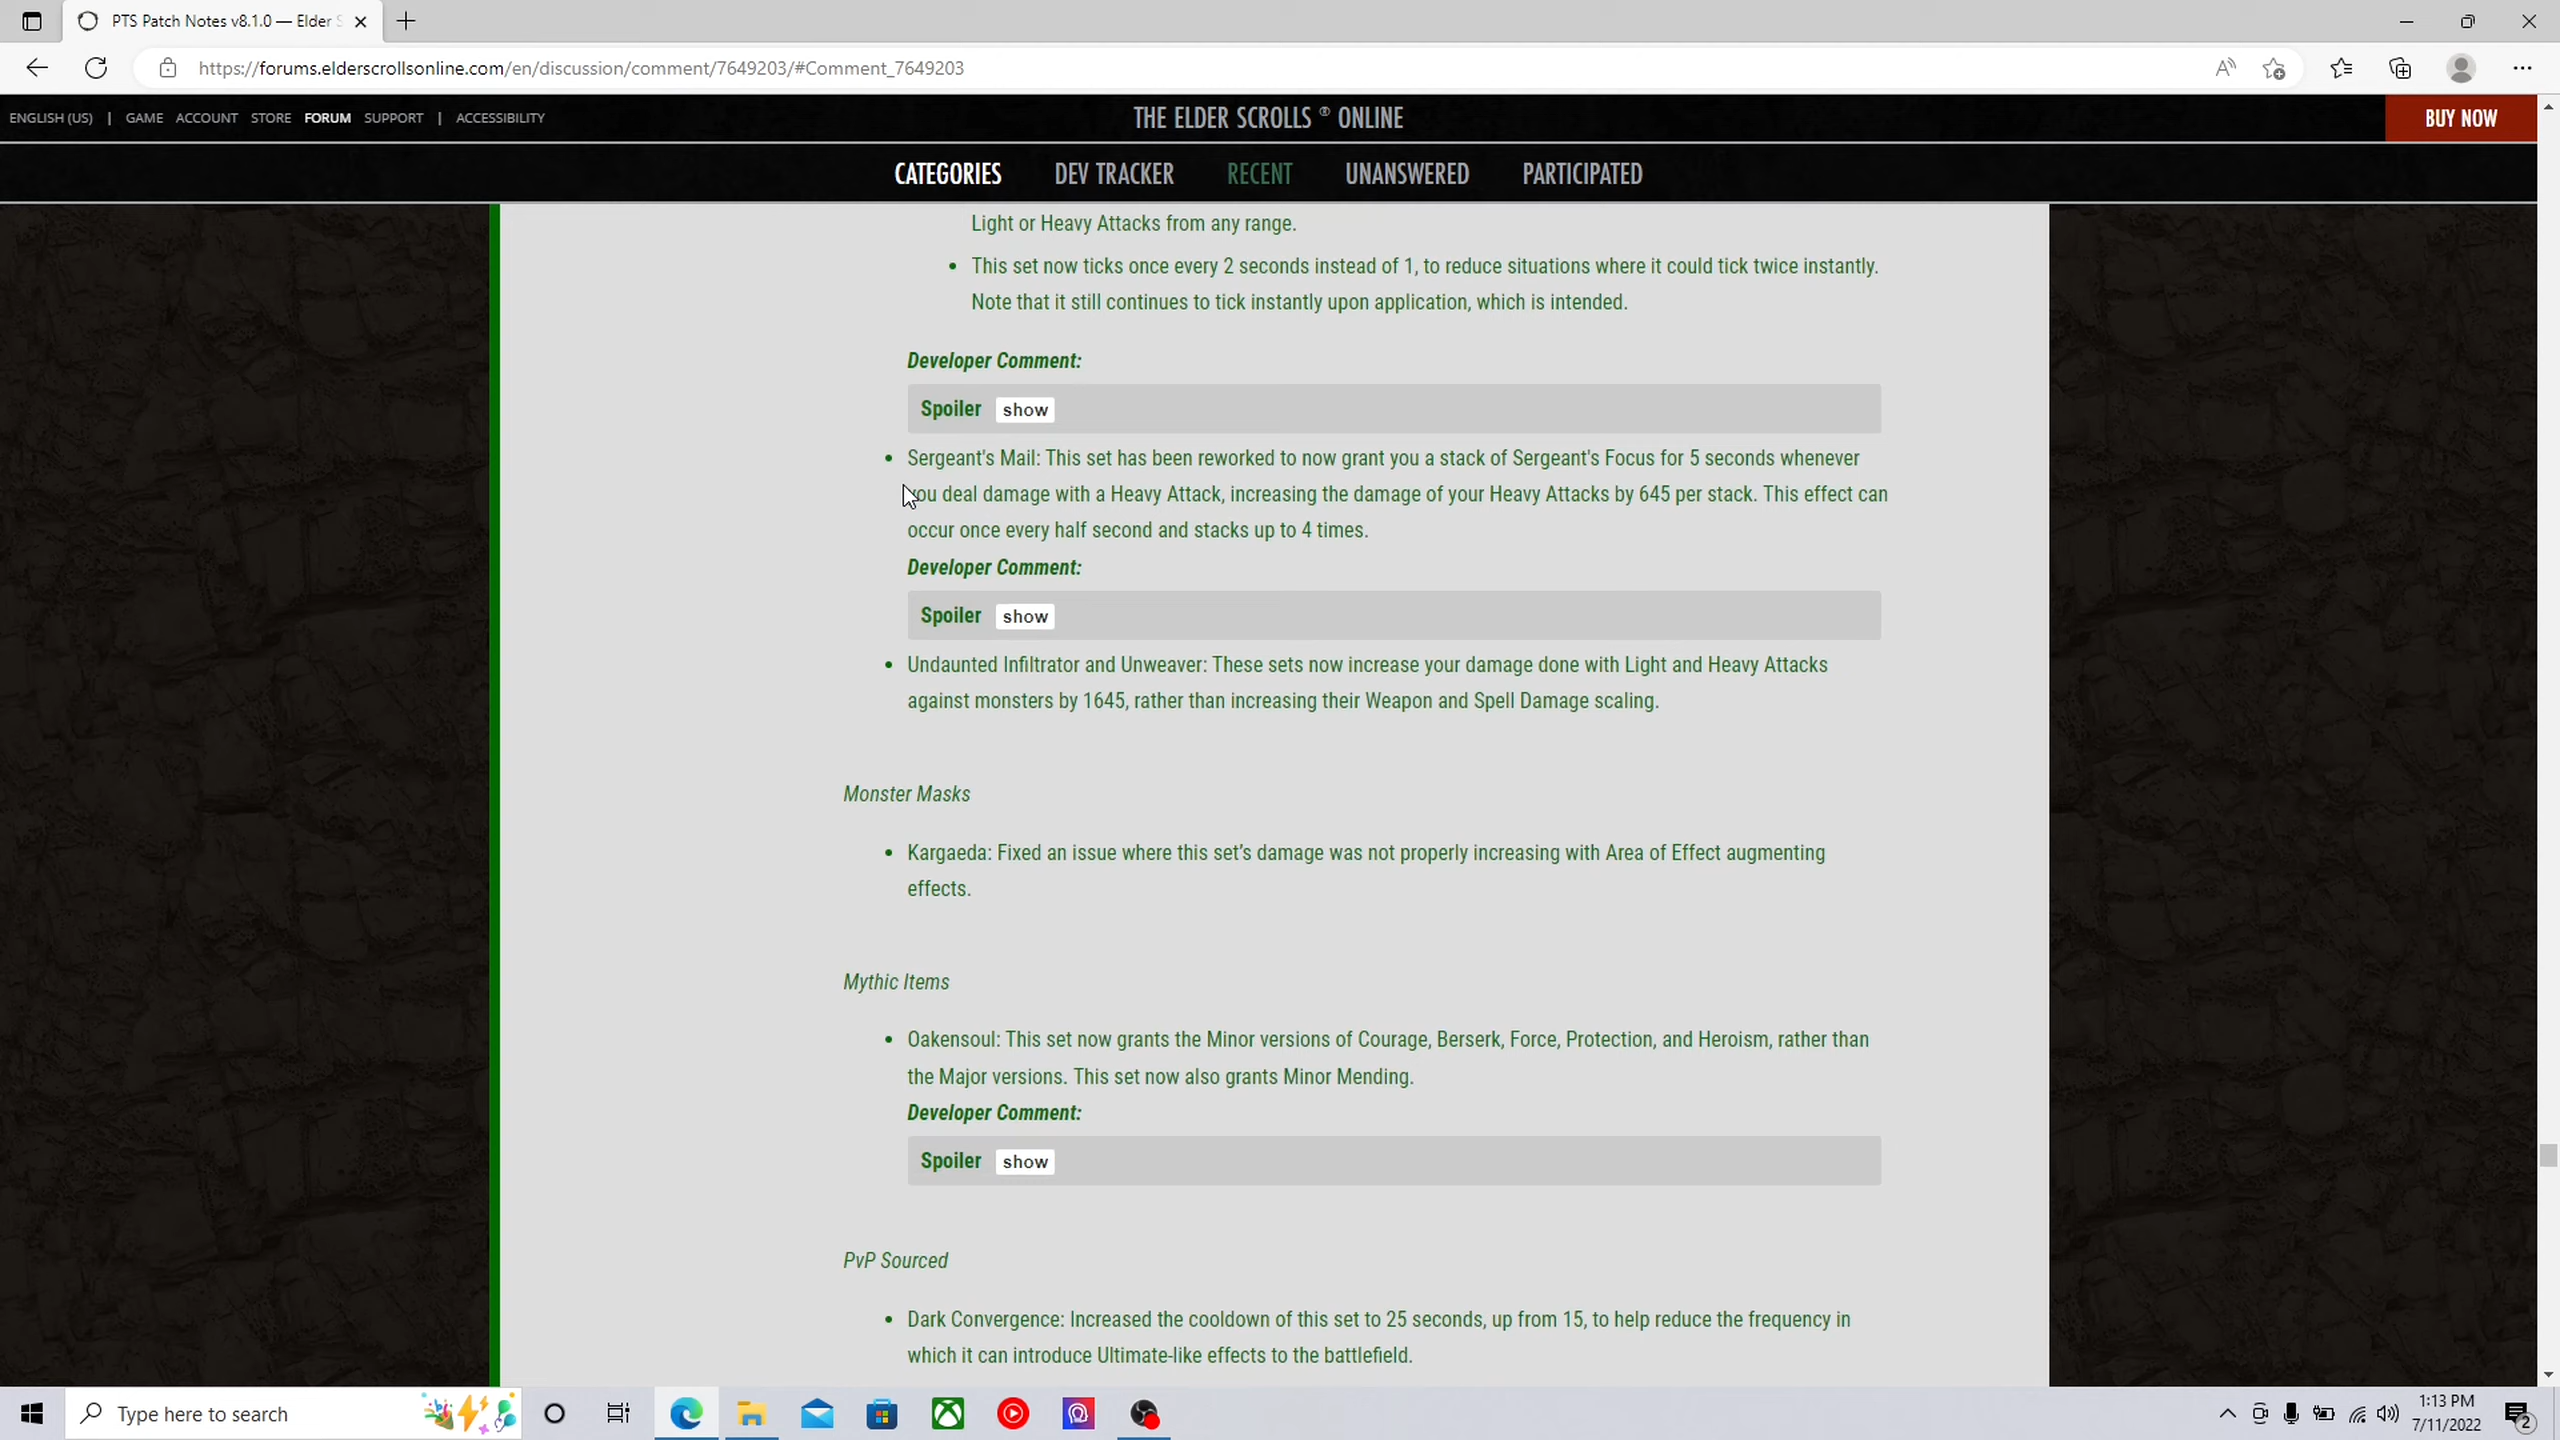 PTS Patch Notes v8.1.0 — Elder S
https://forums.elderscrollsonline.com/en/discussion/comment/7649203/#Comment_7649203
ENGLISH (US) | GAME ACCOUNT STORE FORUM SUPPORT | ACCESSIBILITY
THE ELDER SCROLLS ® ONLINE
BUY NOW
CATEGORIES DEV TRACKER RECENT UNANSWERED PARTICIPATED
Light or Heavy Attacks from any range.
• This set now ticks once every 2 seconds instead of 1, to reduce situations where it could tick twice instantly.
Note that it still continues to tick instantly upon application, which is intended.
Developer Comment:
Spoiler show
• Sergeant's Mail: This set has been reworked to now grant you a stack of Sergeant's Focus for 5 seconds whenever
you deal damage with a Heavy Attack, increasing the damage of your Heavy Attacks by 645 per stack. This effect can
occur once every half second and stacks up to 4 times.
Developer Comment:
Spoiler show
• Undaunted Infiltrator and Unweaver: These sets now increase your damage done with Light and Heavy Attacks
against monsters by 1645, rather than increasing their Weapon and Spell Damage scaling.
Monster Masks
• Kargaeda: Fixed an issue where this set’s damage was not properly increasing with Area of Effect augmenting
effects.
Mythic Items
• Oakensoul: This set now grants the Minor versions of Courage, Berserk, Force, Protection, and Heroism, rather than
the Major versions. This set now also grants Minor Mending.
Developer Comment:
Spoiler show
PvP Sourced
• Dark Convergence: Increased the cooldown of this set to 25 seconds, up from 15, to help reduce the frequency in
which it can introduce Ultimate-like effects to the battlefield.
Type here to search
1:13 PM
7/11/2022
2